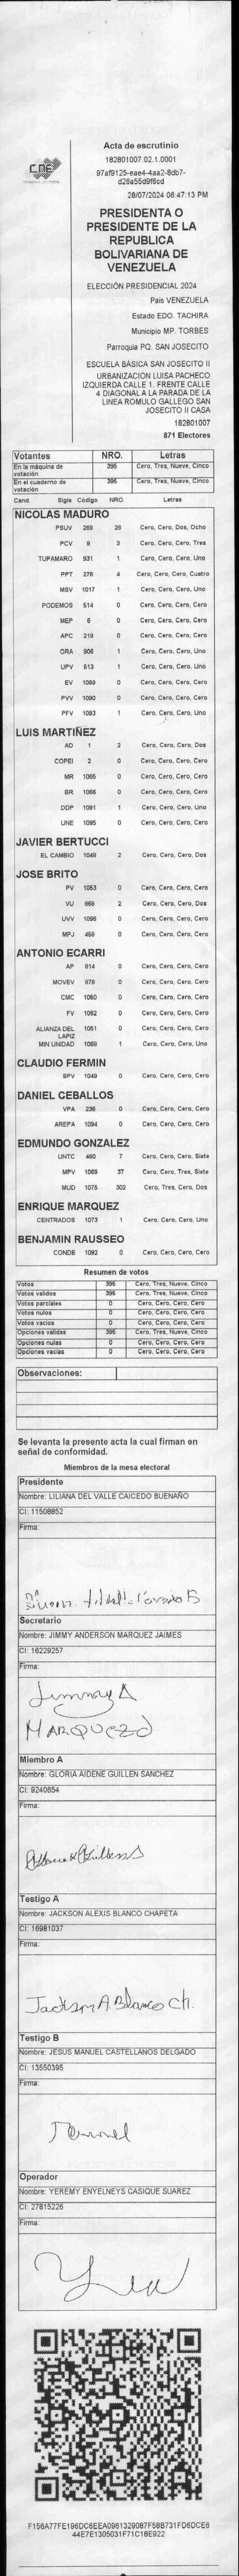 CNE
Acta de escrutinio
182801007.02.1.0001
97af9125-eae4-4aa2-8db7-
d26a55d9f6cd
28/07/2024 06:47:13 PM
PRESIDENTA O
PRESIDENTE DE LA
REPUBLICA
BOLIVARIANA DE
VENEZUELA
ELECCIÓN PRESIDENCIAL 2024
Pais VENEZUELA
Estado EDO. TACHIRA
Municipio MP. TORBES
Parroquia PQ. SAN JOSECITO
ESCUELA BÁSICA SAN JOSECITO II
URBANIZACION LUISA PACHECO
IZQUIERDA CALLE 1. FRENTE CALLE
4 DIAGONAL A LA PARADA DE LA
LINEA ROMULO GALLEGO SAN
JOSECITO II CASA
182801007
871 Electores
Votantes NRO. Letras
En la máquina de votación 395 Cero, Tres, Nueve, Cinco
En el cuaderno de votación 395 Cero, Tres, Nueve, Cinco
Cand. Sigla Código NRO. Letras
NICOLAS MADURO
PSUV 269 28 Cero, Cero, Dos, Ocho
PCV 9 3 Cero, Cero, Cero, Tres
TUPAMARO 931 1 Cero, Cero, Cero, Uno
PPT 276 4 Cero, Cero, Cero, Cuatro
MSV 1017 1 Cero, Cero, Cero, Uno
PODEMOS 514 0 Cero, Cero, Cero, Cero
MEP 6 0 Cero, Cero, Cero, Cero
APC 219 0 Cero, Cero, Cero, Cero
ORA 906 1 Cero, Cero, Cero, Uno
UPV 513 1 Cero, Cero, Cero, Uno
EV 1089 0 Cero, Cero, Cero, Cero
PVV 1090 0 Cero, Cero, Cero, Cero
PFV 1093 1 Cero, Cero, Cero, Uno
LUIS MARTIÑEZ
AD 1 2 Cero, Cero, Cero, Dos
COPEI 2 0 Cero, Cero, Cero, Cero
MR 1065 0 Cero, Cero, Cero, Cero
BR 1066 0 Cero, Cero, Cero, Cero
DDP 1091 1 Cero, Cero, Cero, Uno
UNE 1095 0 Cero, Cero, Cero, Cero
JAVIER BERTUCCI
EL CAMBIO 1048 2 Cero, Cero, Cero, Dos
JOSE BRITO
PV 1053 0 Cero, Cero, Cero, Cero
VU 968 2 Cero, Cero, Cero, Dos
UVV 1096 0 Cero, Cero, Cero, Cero
MPJ 458 0 Cero, Cero, Cero, Cero
ANTONIO ECARRI
AP 814 0 Cero, Cero, Cero, Cero
MOVEV 878 0 Cero, Cero, Cero, Cero
CMC 1060 0 Cero, Cero, Cero, Cero
FV 1062 0 Cero, Cero, Cero, Cero
ALIANZA DEL LAPIZ 1051 0 Cero, Cero, Cero, Cero
MIN UNIDAD 1068 1 Cero, Cero, Cero, Uno
CLAUDIO FERMIN
SPV 1049 0 Cero, Cero, Cero, Cero
DANIEL CEBALLOS
VPA 236 0 Cero, Cero, Cero, Cero
AREPA 1094 0 Cero, Cero, Cero, Cero
EDMUNDO GONZALEZ
UNTC 460 7 Cero, Cero, Cero, Siete
MPV 1069 37 Cero, Cero, Tres, Siete
MUD 1075 302 Cero, Tres, Cero, Dos
ENRIQUE MARQUEZ
CENTRADOS 1073 1 Cero, Cero, Cero, Uno
BENJAMIN RAUSSEO
CONDE 1092 0 Cero, Cero, Cero, Cero
Resumen de votos
Votos 395 Cero, Tres, Nueve, Cinco
Votos validos 395 Cero, Tres, Nueve, Cinco
Votos parciales 0 Cero, Cero, Cero, Cero
Votos nulos 0 Cero, Cero, Cero, Cero
Votos vacios 0 Cero, Cero, Cero, Cero
Opciones validas 395 Cero, Tres, Nueve, Cinco
Opciones nulas 0 Cero, Cero, Cero, Cero
Opciones vacias 0 Cero, Cero, Cero, Cero
Observaciones:
Se levanta la presente acta la cual firman en
señal de conformidad.
Miembros de la mesa electoral
Presidente
Nombre: LILIANA DEL VALLE CAICEDO BUENAÑO
CI: 11508852
Firma:
Secretario
Nombre: JIMMY ANDERSON MARQUEZ JAIMES
CI: 16229257
Firma:
Jimmy A
MARQUEZ J
Miembro A
Nombre: GLORIA AIDENE GUILLEN SANCHEZ
CI: 9240654
Firma:
Testigo A
Nombre: JACKSON ALEXIS BLANCO CHAPETA
CI: 16981037
Firma:
Jackson A. Blanco Ch.
Testigo B
Nombre: JESUS MANUEL CASTELLANOS DELGADO
CI: 13550395
Firma:
Operador
Nombre: YEREMY ENYELNEYS CASIQUE SUAREZ
CI: 27815226
Firma:
F156A77FE196DC6EEA0961329087F58B731FD6DCE6
44E7E1305031F71C18E922